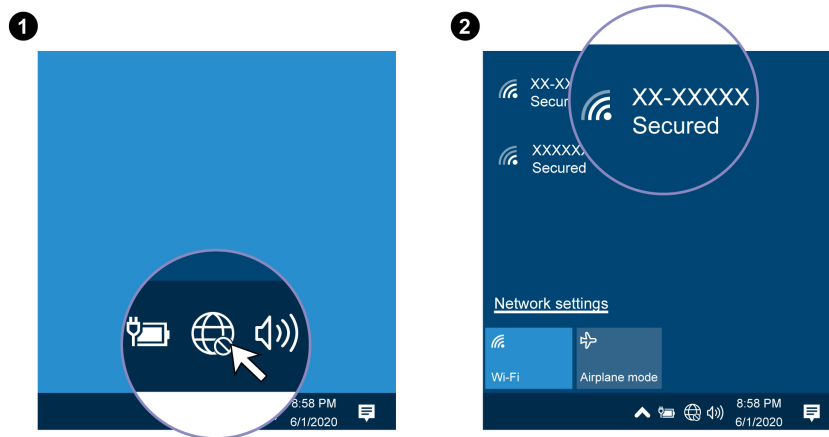 1
8:58 PM
6/1/2020
2
XX-XX
Secur
XX-XXXXX
Secured
XXXXX
Secured
Network settings
Wi-Fi
Airplane mode
8:58 PM
6/1/2020